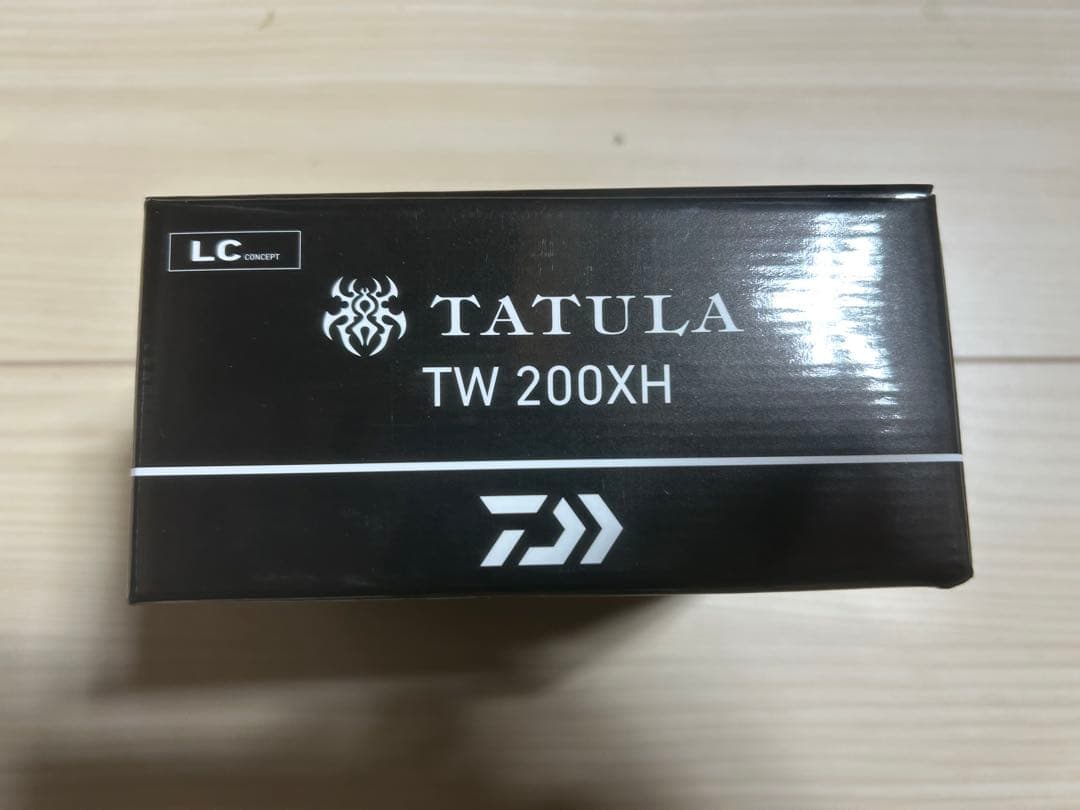 LC CONCEPT
TATULA
TW 200XH